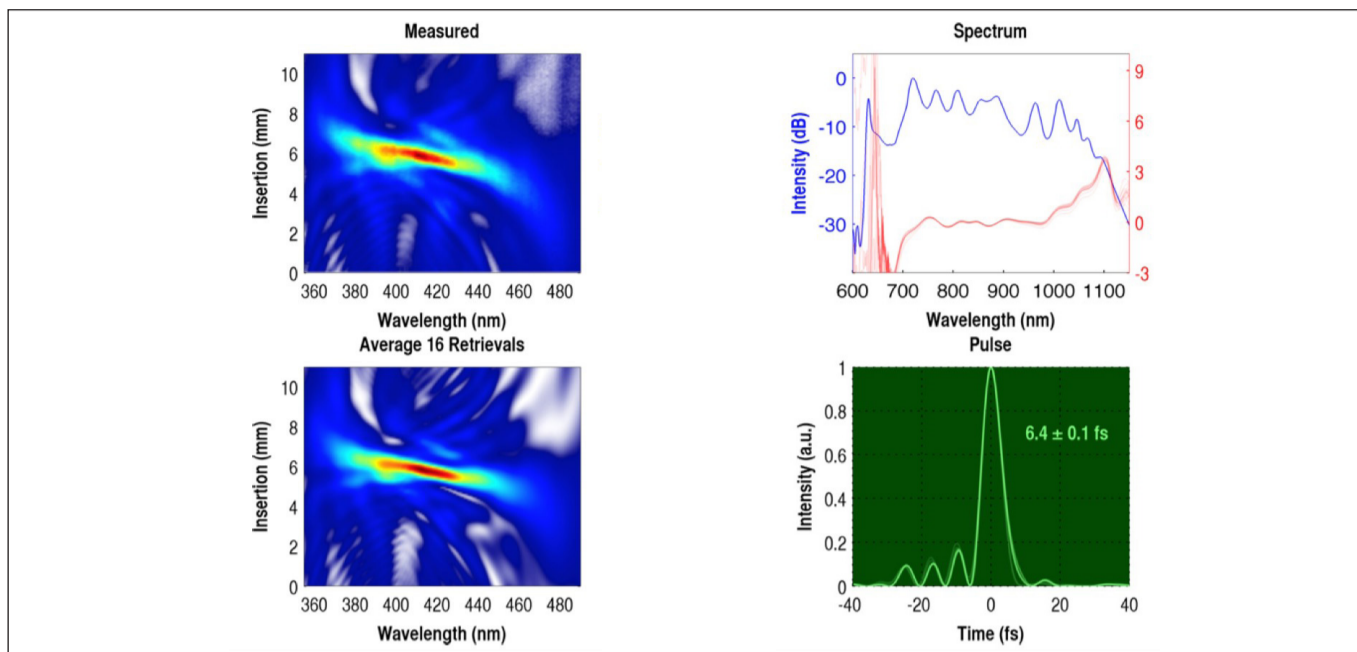 Measured
10
8
6
4
2
0
Insertion (mm)
360 380 400 420 440 460 480
Wavelength (nm)
Spectrum
0
-10
-20
-30
Intensity (dB)
9
6
3
0
-3
600 700 800 900 1000 1100
Wavelength (nm)
Average 16 Retrievals
10
8
6
4
2
0
Insertion (mm)
360 380 400 420 440 460 480
Wavelength (nm)
Pulse
1
0.8
0.6
0.4
0.2
0
Intensity (a.u.)
6.4 ± 0.1 fs
-40 -20 0 20 40
Time (fs)